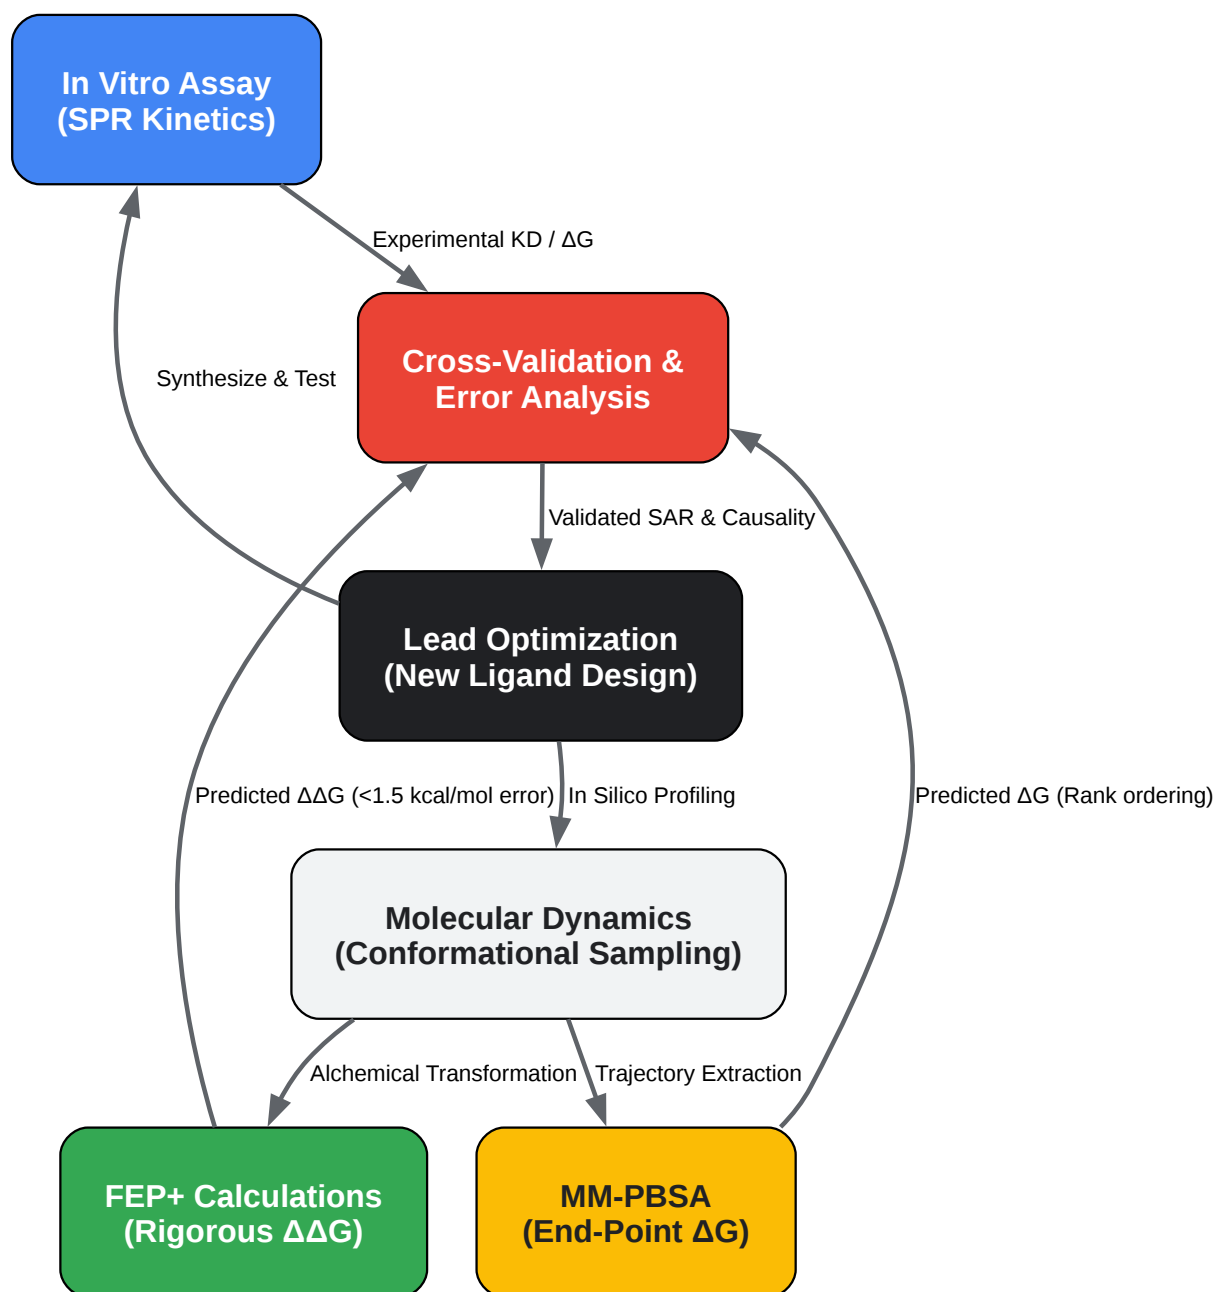 In Vitro Assay
(SPR Kinetics)
Experimental KD / ΔG
Cross-Validation &
Error Analysis
Synthesize & Test
Validated SAR & Causality
Lead Optimization
(New Ligand Design)
Predicted ΔΔG (<1.5 kcal/mol error)
In Silico Profiling
Predicted ΔG (Rank ordering)
Molecular Dynamics
(Conformational Sampling)
Alchemical Transformation
Trajectory Extraction
FEP+ Calculations
(Rigorous ΔΔG)
MM-PBSA
(End-Point ΔG)